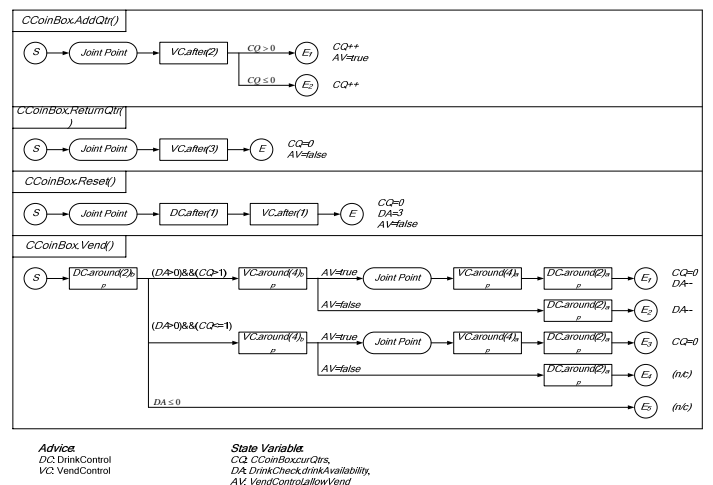 CCoinBox.AddQtr()
S Joint Point VC.after(2) CQ > 0 E1 CQ++
AV=true
CQ ≤ 0 E2 CQ++
CCoinBox.ReturnQtr(
)
S Joint Point VC.after(3) E CQ=0
AV=false
CCoinBox.Reset()
S Joint Point DC.after(1) VC.after(1) E CQ=0
DA=3
AV=false
CCoinBox.Vend()
S DC.around(2)b
p
(DA>0)&&(CQ>1) VC.around(4)b
p
AV=true Joint Point VC.around(4)a
p
DC.around(2)a
p
E1 CQ=0
DA--
AV=false DC.around(2)a
p
E2 DA--
(DA>0)&&(CQ<=1) VC.around(4)b
p
AV=true Joint Point VC.around(4)a
p
DC.around(2)a
p
E3 CQ=0
AV=false DC.around(2)a
p
E4 (n/c)
DA ≤ 0 E5 (n/c)
Advice:
DC: DrinkControl
VC: VendControl
State Variable:
CQ: CCoinBox.curQtrs,
DA: DrinkCheck.drinkAvailability,
AV: VendControl.allowVend